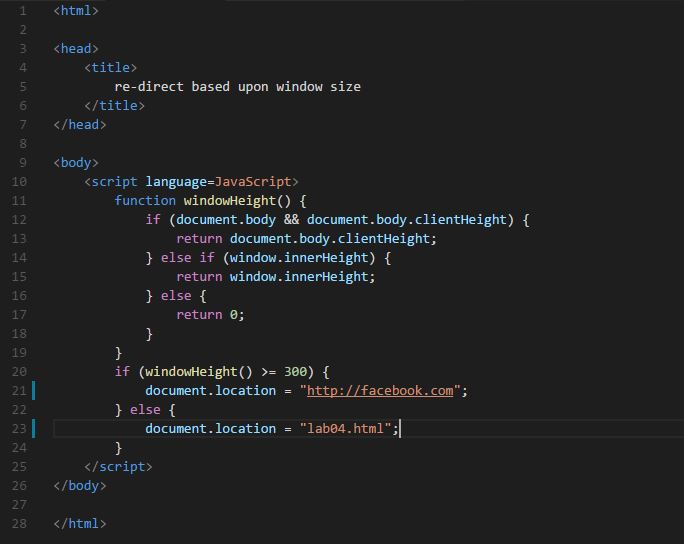 1 <html>
2
3 <head>
4     <title>
5         re-direct based upon window size
6     </title>
7 </head>
8
9 <body>
10     <script language=JavaScript>
11         function windowHeight() {
12             if (document.body && document.body.clientHeight) {
13                 return document.body.clientHeight;
14             } else if (window.innerHeight) {
15                 return window.innerHeight;
16             } else {
17                 return 0;
18             }
19         }
20         if (windowHeight() >= 300) {
21             document.location = "http://facebook.com";
22         } else {
23             document.location = "lab04.html";
24         }
25     </script>
26 </body>
27
28 </html>